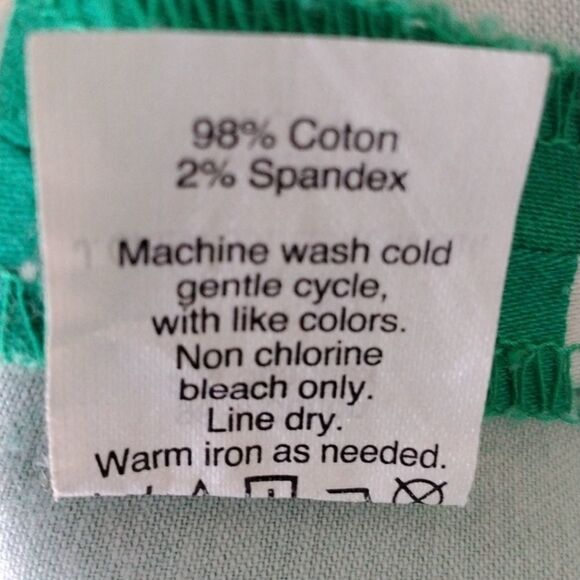 98% Coton
2% Spandex
Machine wash cold
gentle cycle,
with like colors.
Non chlorine
bleach only.
Line dry.
Warm iron as needed.